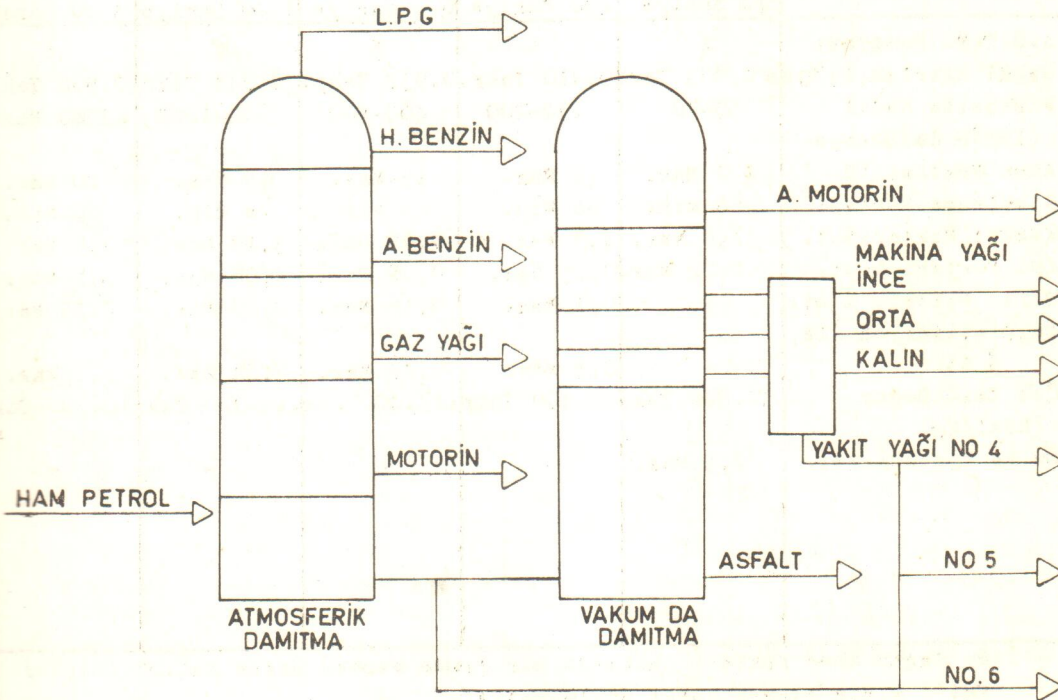 L.P.G
H. BENZİN
A. BENZİN
GAZ YAĞI
MOTORİN
HAM PETROL
ATMOSFERİK
DAMITMA
A. MOTORİN
MAKİNA YAĞI
İNCE
ORTA
KALIN
YAKIT YAĞI NO 4
ASFALT
NO 5
VAKUM DA
DAMITMA
NO. 6